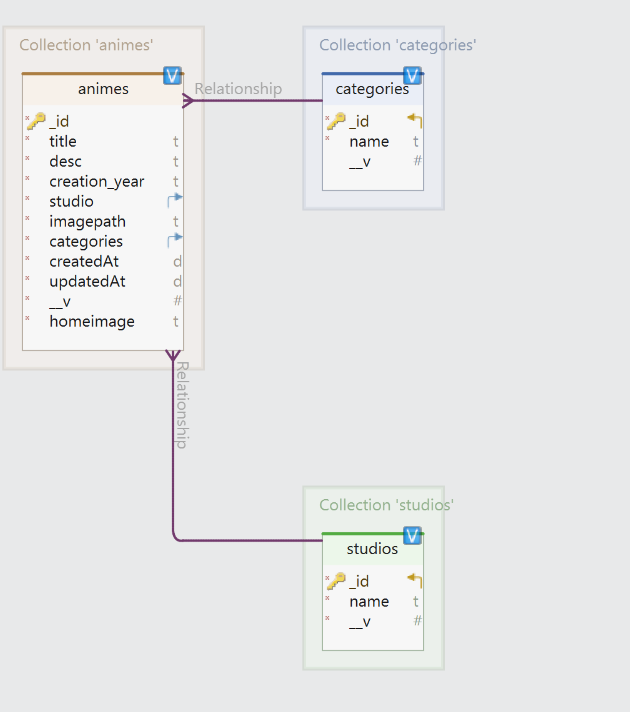 Collection 'animes'
V
animes
_id
title t
desc t
creation_year t
studio
imagepath t
categories
createdAt d
updatedAt d
__v #
homeimage t
Relationship
Collection 'categories'
V
categories
_id
name t
__v #
Relationship
Collection 'studios'
V
studios
_id
name t
__v #